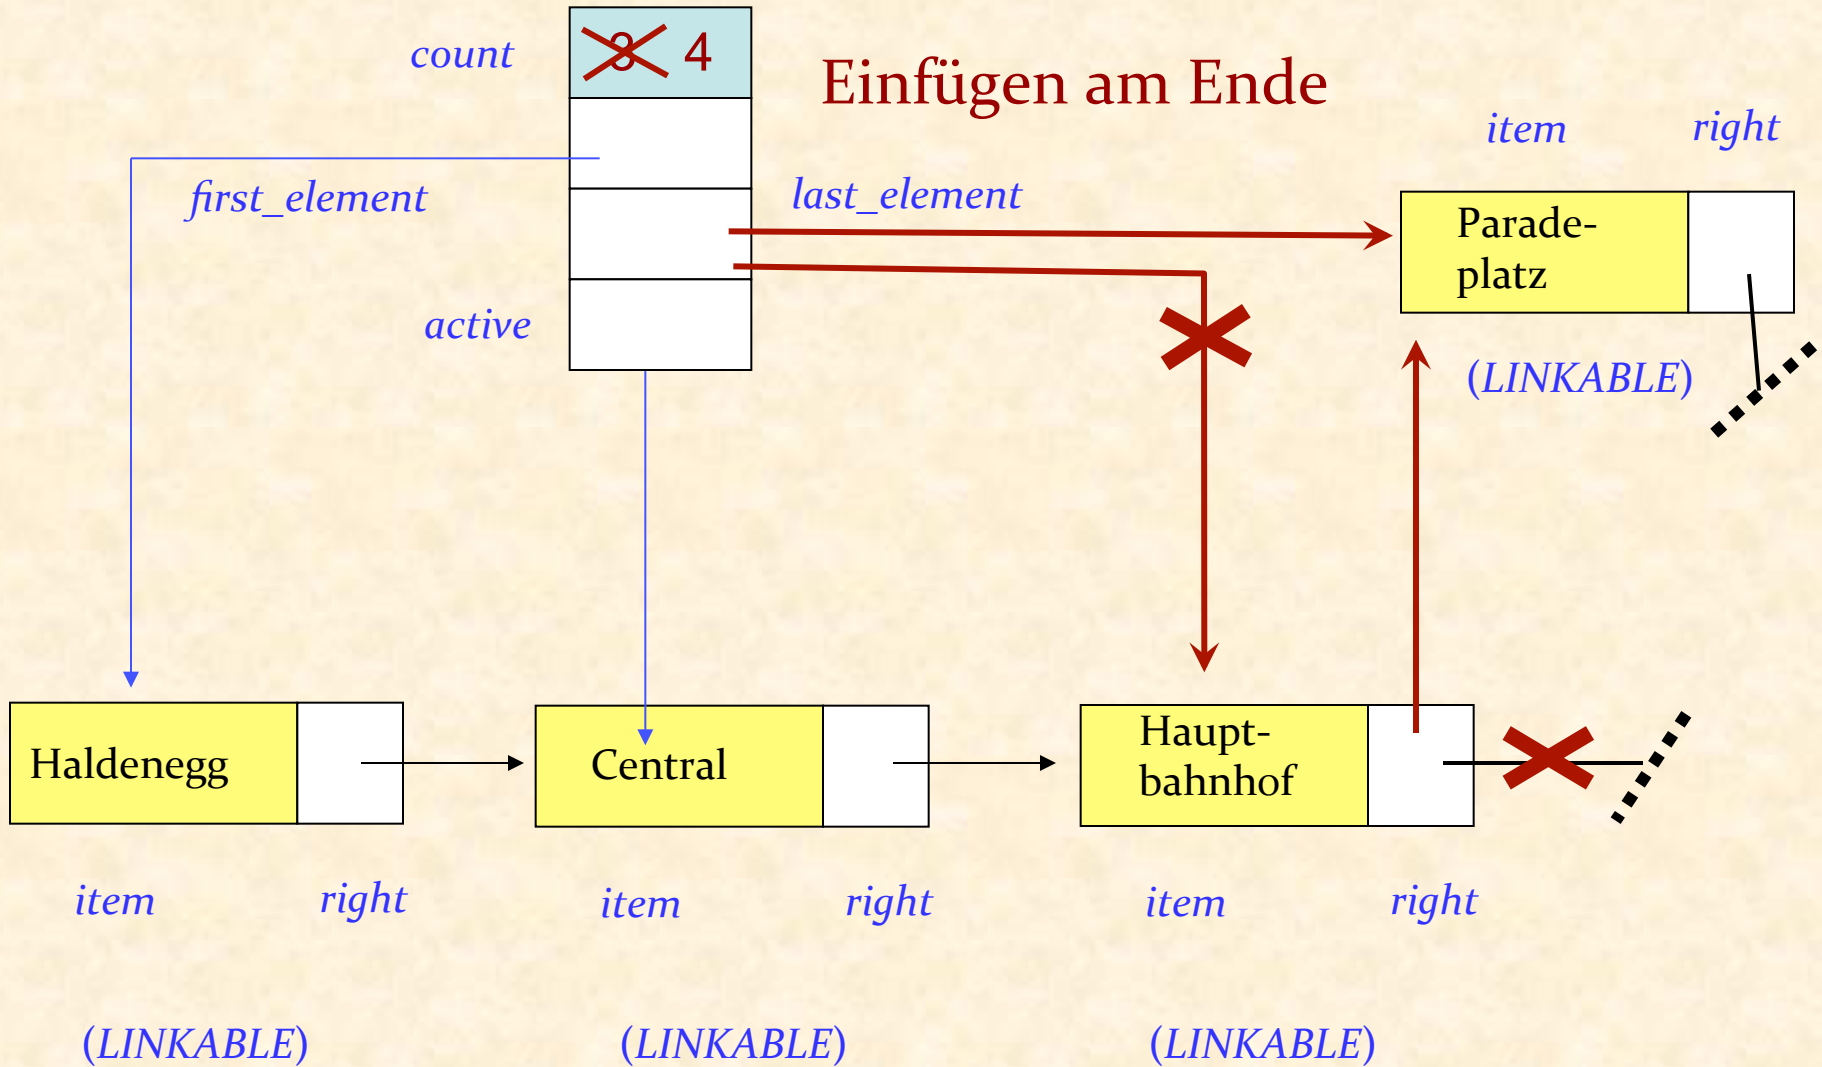 count
3 4
Einfügen am Ende
item right
first_element
last_element
Parade-
platz
active
(LINKABLE)
Haldenegg
Central
Haupt-
bahnhof
item right item right item right
(LINKABLE) (LINKABLE) (LINKABLE)